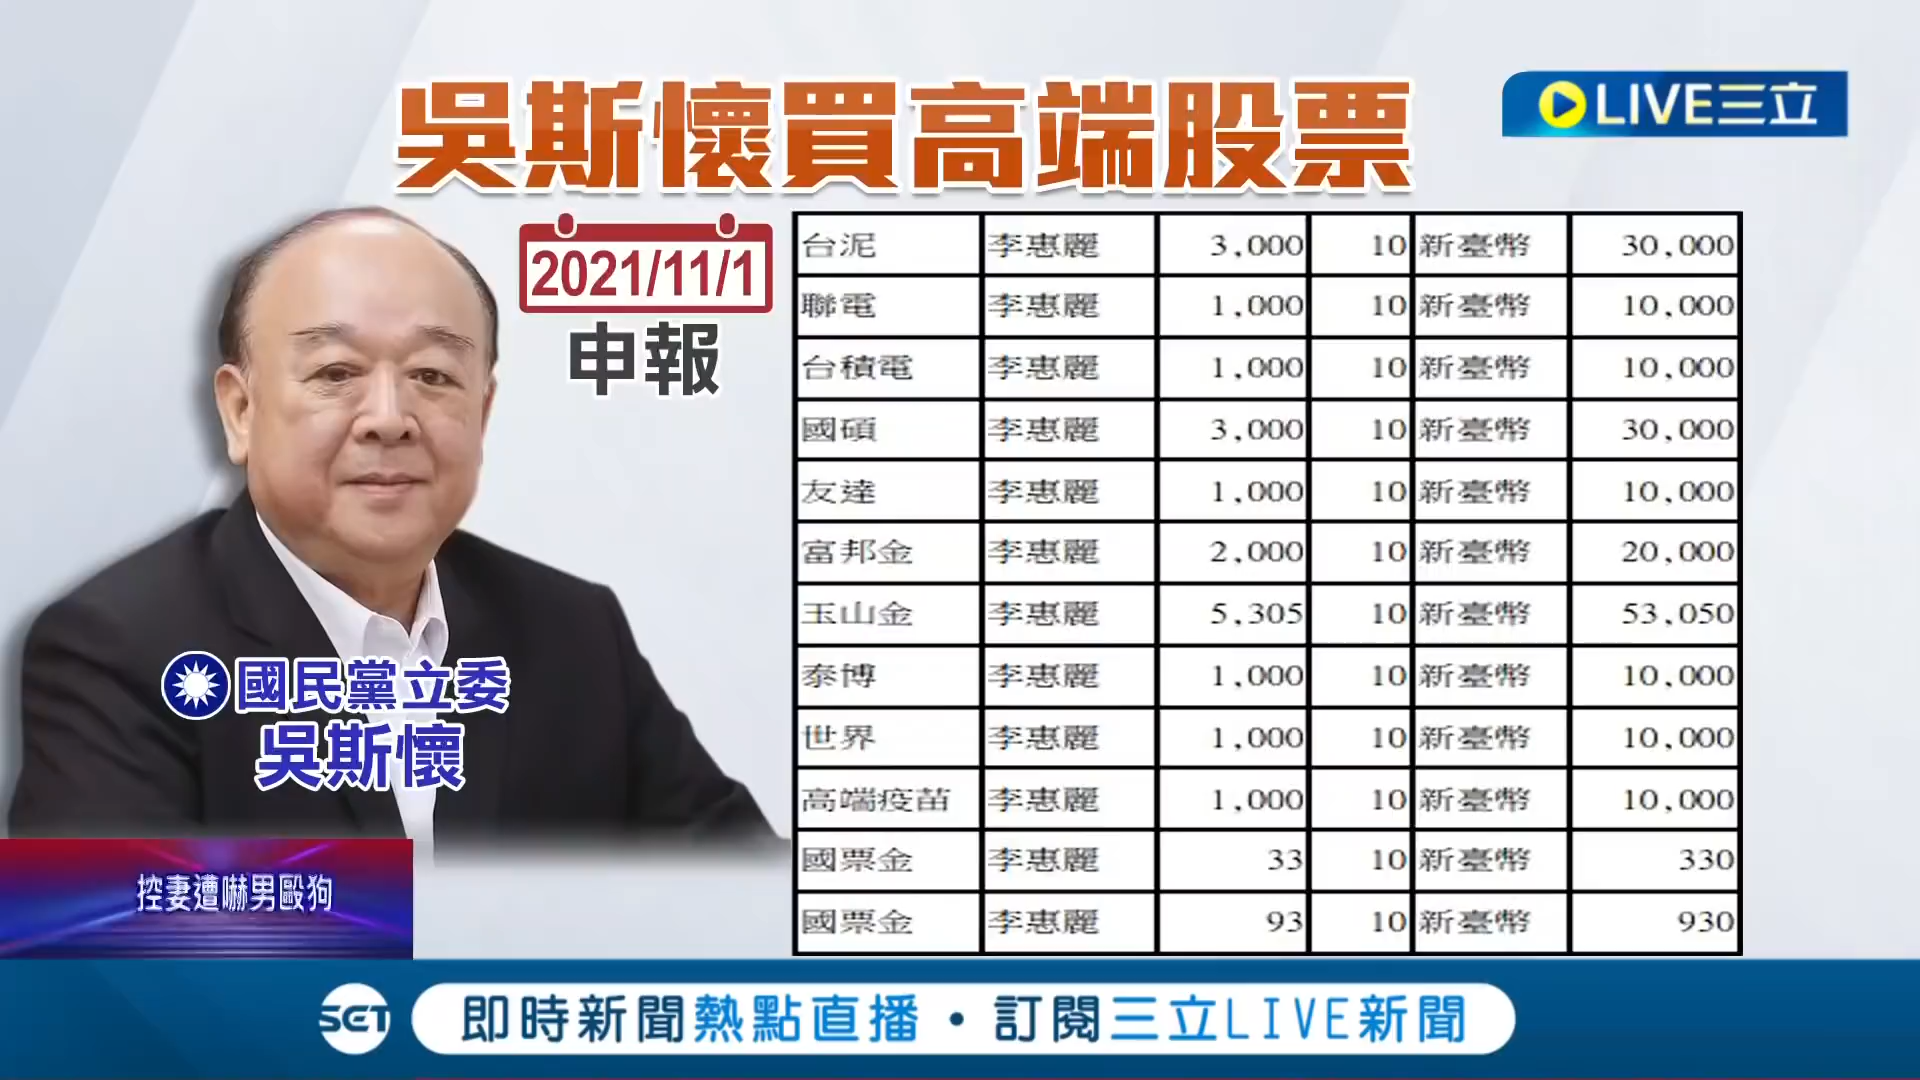 吳斯懷買高端股票
LIVE三立
2021/11/1
申報
台泥 李惠麗 3,000 10 新臺幣 30,000
聯電 李惠麗 1,000 10 新臺幣 10,000
台積電 李惠麗 1,000 10 新臺幣 10,000
國碩 李惠麗 3,000 10 新臺幣 30,000
友達 李惠麗 1,000 10 新臺幣 10,000
富邦金 李惠麗 2,000 10 新臺幣 20,000
玉山金 李惠麗 5,305 10 新臺幣 53,050
泰博 李惠麗 1,000 10 新臺幣 10,000
世界 李惠麗 1,000 10 新臺幣 10,000
高端疫苗 李惠麗 1,000 10 新臺幣 10,000
國票金 李惠麗 33 10 新臺幣 330
國票金 李惠麗 93 10 新臺幣 930
國民黨立委
吳斯懷
控妻遭嚇男毆狗
SET 即時新聞熱點直播・訂閱三立LIVE新聞